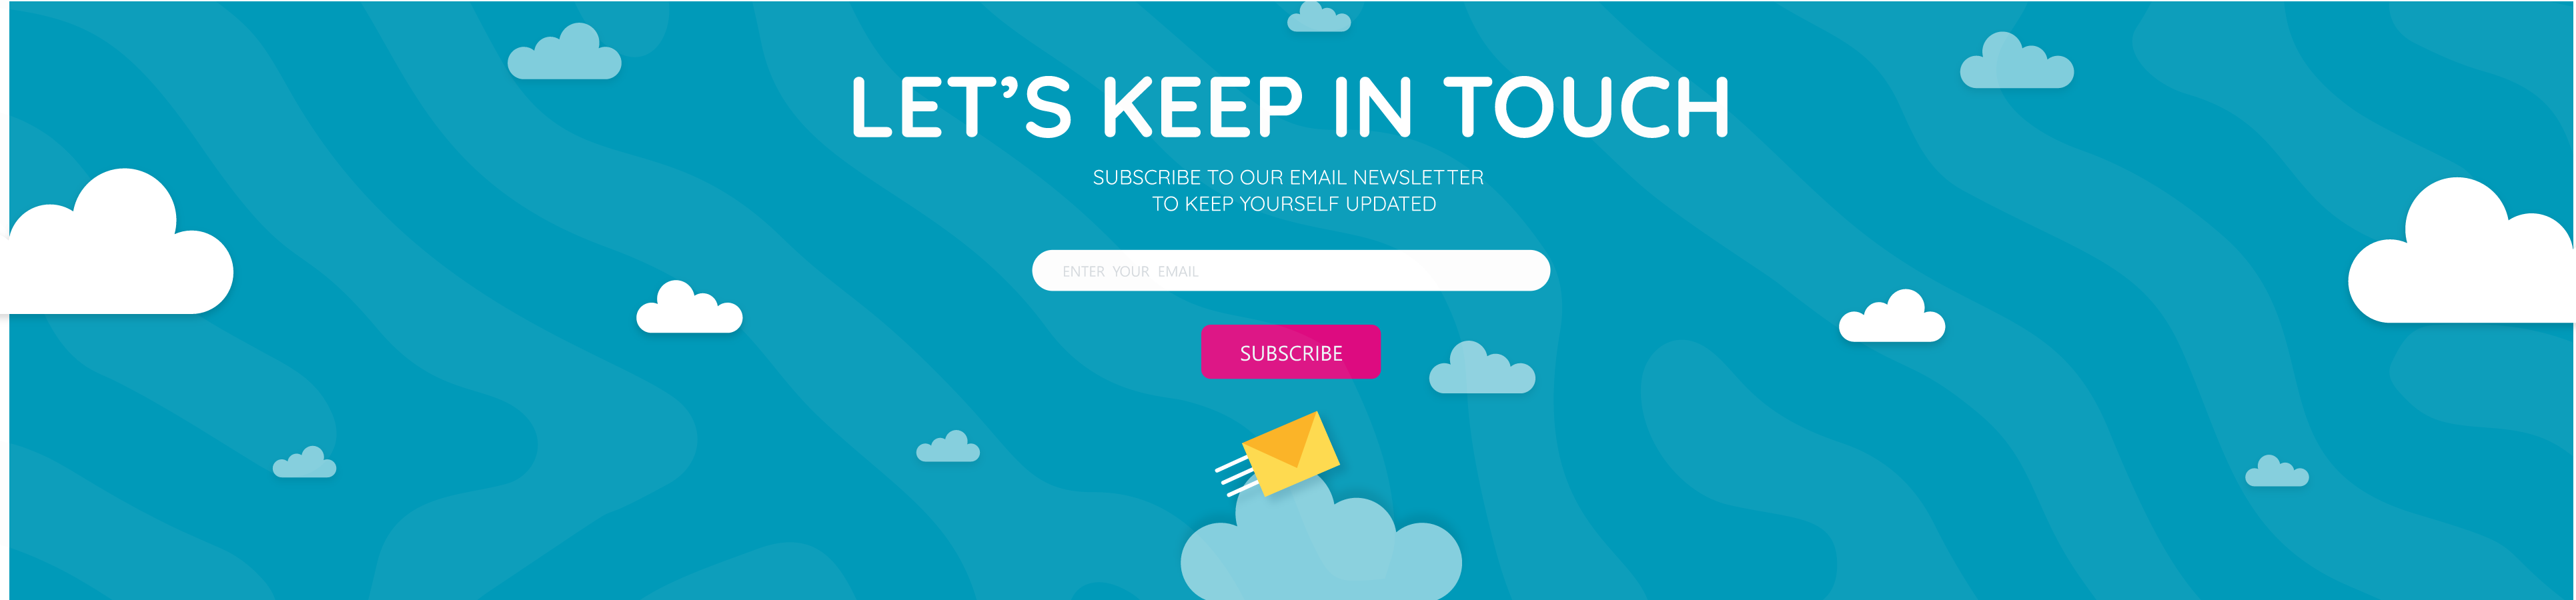 LET'S KEEP IN TOUCH
SUBSCRIBE TO OUR EMAIL NEWSLETTER
TO KEEP YOURSELF UPDATED
ENTER YOUR EMAIL
SUBSCRIBE